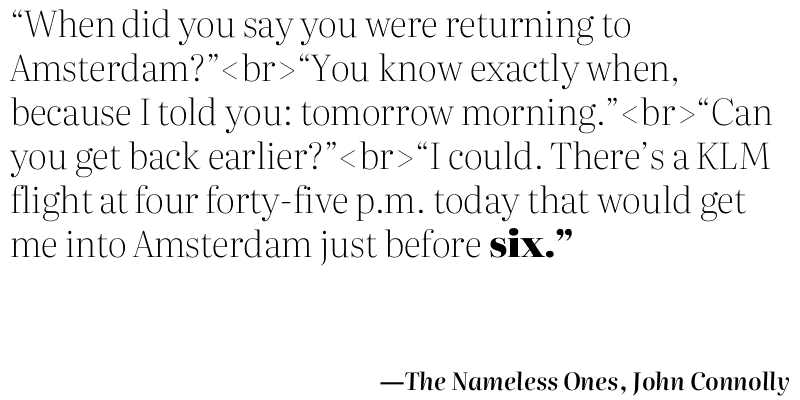 “When did you say you were returning to
Amsterdam?”<br>“You know exactly when,
because I told you: tomorrow morning.”<br>“Can
you get back earlier?”<br>“I could. There’s a KLM
flight at four forty-five p.m. today that would get
me into Amsterdam just before six.”
—The Nameless Ones, John Connolly